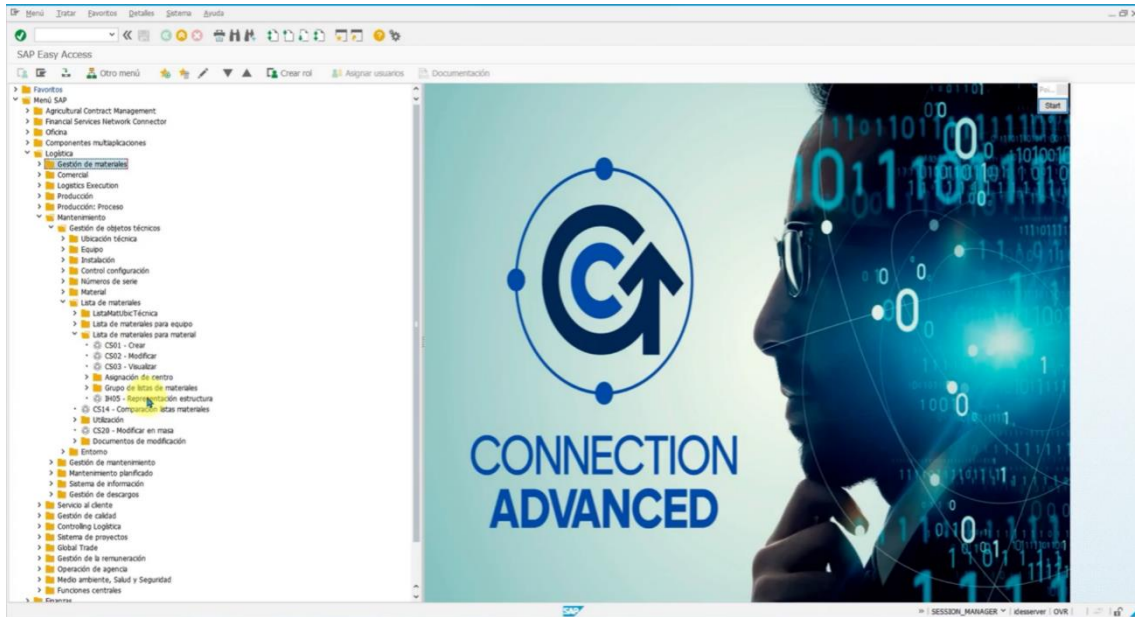 Menú Tratar Favoritos Detalles Sistema Ayuda
SAP Easy Access
Otro menú Crear rol Asignar usuarios Documentación
Favoritos
Menú SAP
Agricultural Contract Management
Financial Services Network Connector
Oficina
Componentes multiaplicaciones
Logística
Gestión de materiales
Comercial
Logistics Execution
Producción
Producción: Proceso
Mantenimiento
Gestión de objetos técnicos
Ubicación técnica
Equipo
Instalación
Control configuración
Números de serie
Material
Lista de materiales
ListaMatUbicTécnica
Lista de materiales para equipo
Lista de materiales para material
CS01 - Crear
CS02 - Modificar
CS03 - Visualizar
Asignación de centro
Grupo de listas de materiales
IH05 - Representación estructura
CS14 - Comparación listas materiales
Utilización
CS20 - Modificar en masa
Documentos de modificación
Entorno
Gestión de mantenimiento
Mantenimiento planificado
Sistema de información
Gestión de descargos
Servicio al cliente
Gestión de calidad
Controlling Logística
Sistema de proyectos
Global Trade
Gestión de la remuneración
Operación de agencia
Medio ambiente, Salud y Seguridad
Funciones centrales
Finanzas
Start
CONNECTION
ADVANCED
SAP
SESSION_MANAGER idesserver OVR